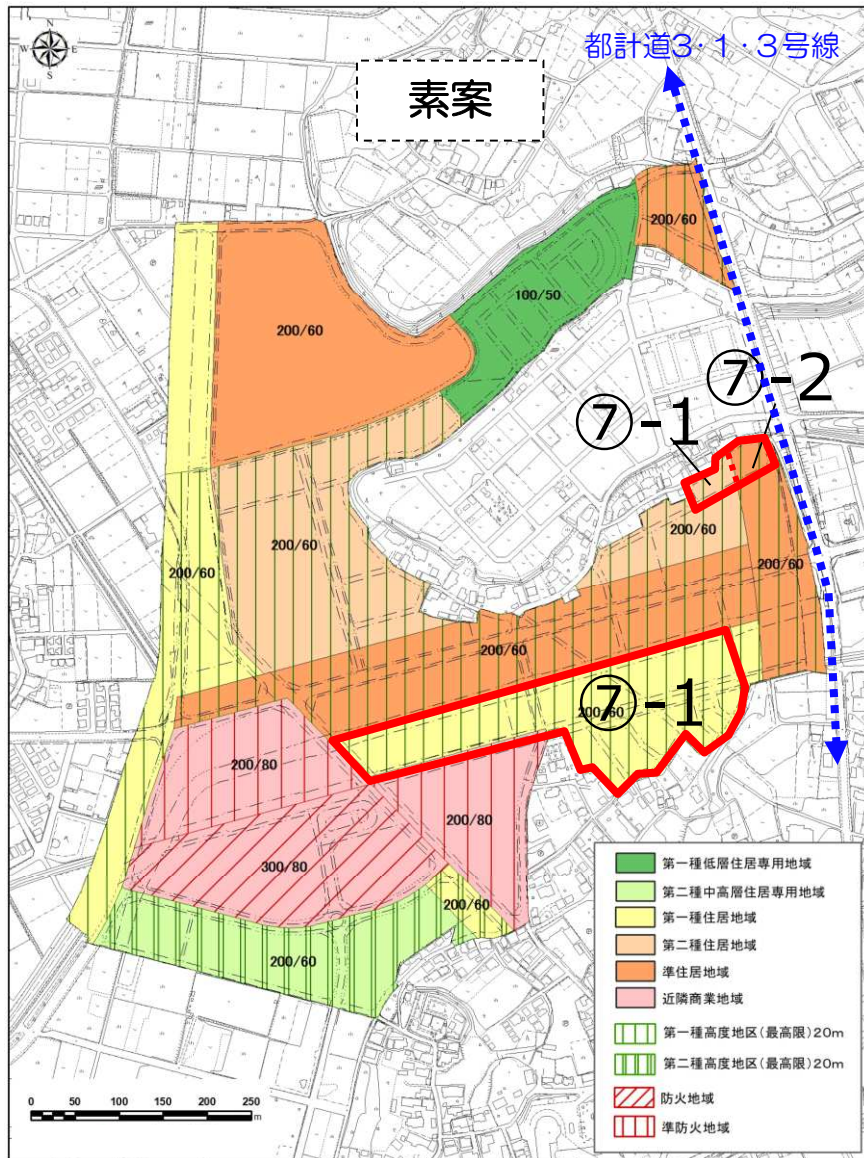 都計道3・1・3号線
素案
N
W
E
S
200/60
100/50
200/60
⑦-2
⑦-1
200/60
200/60
200/60
200/60
200/60
⑦-1
200/60
200/80
200/80
300/80
200/60
200/60
第一種低層住居専用地域
第二種中高層住居専用地域
第一種住居地域
第二種住居地域
準住居地域
近隣商業地域
第一種高度地区(最高限)20m
第二種高度地区(最高限)20m
防火地域
準防火地域
0 50 100 150 200 250
m